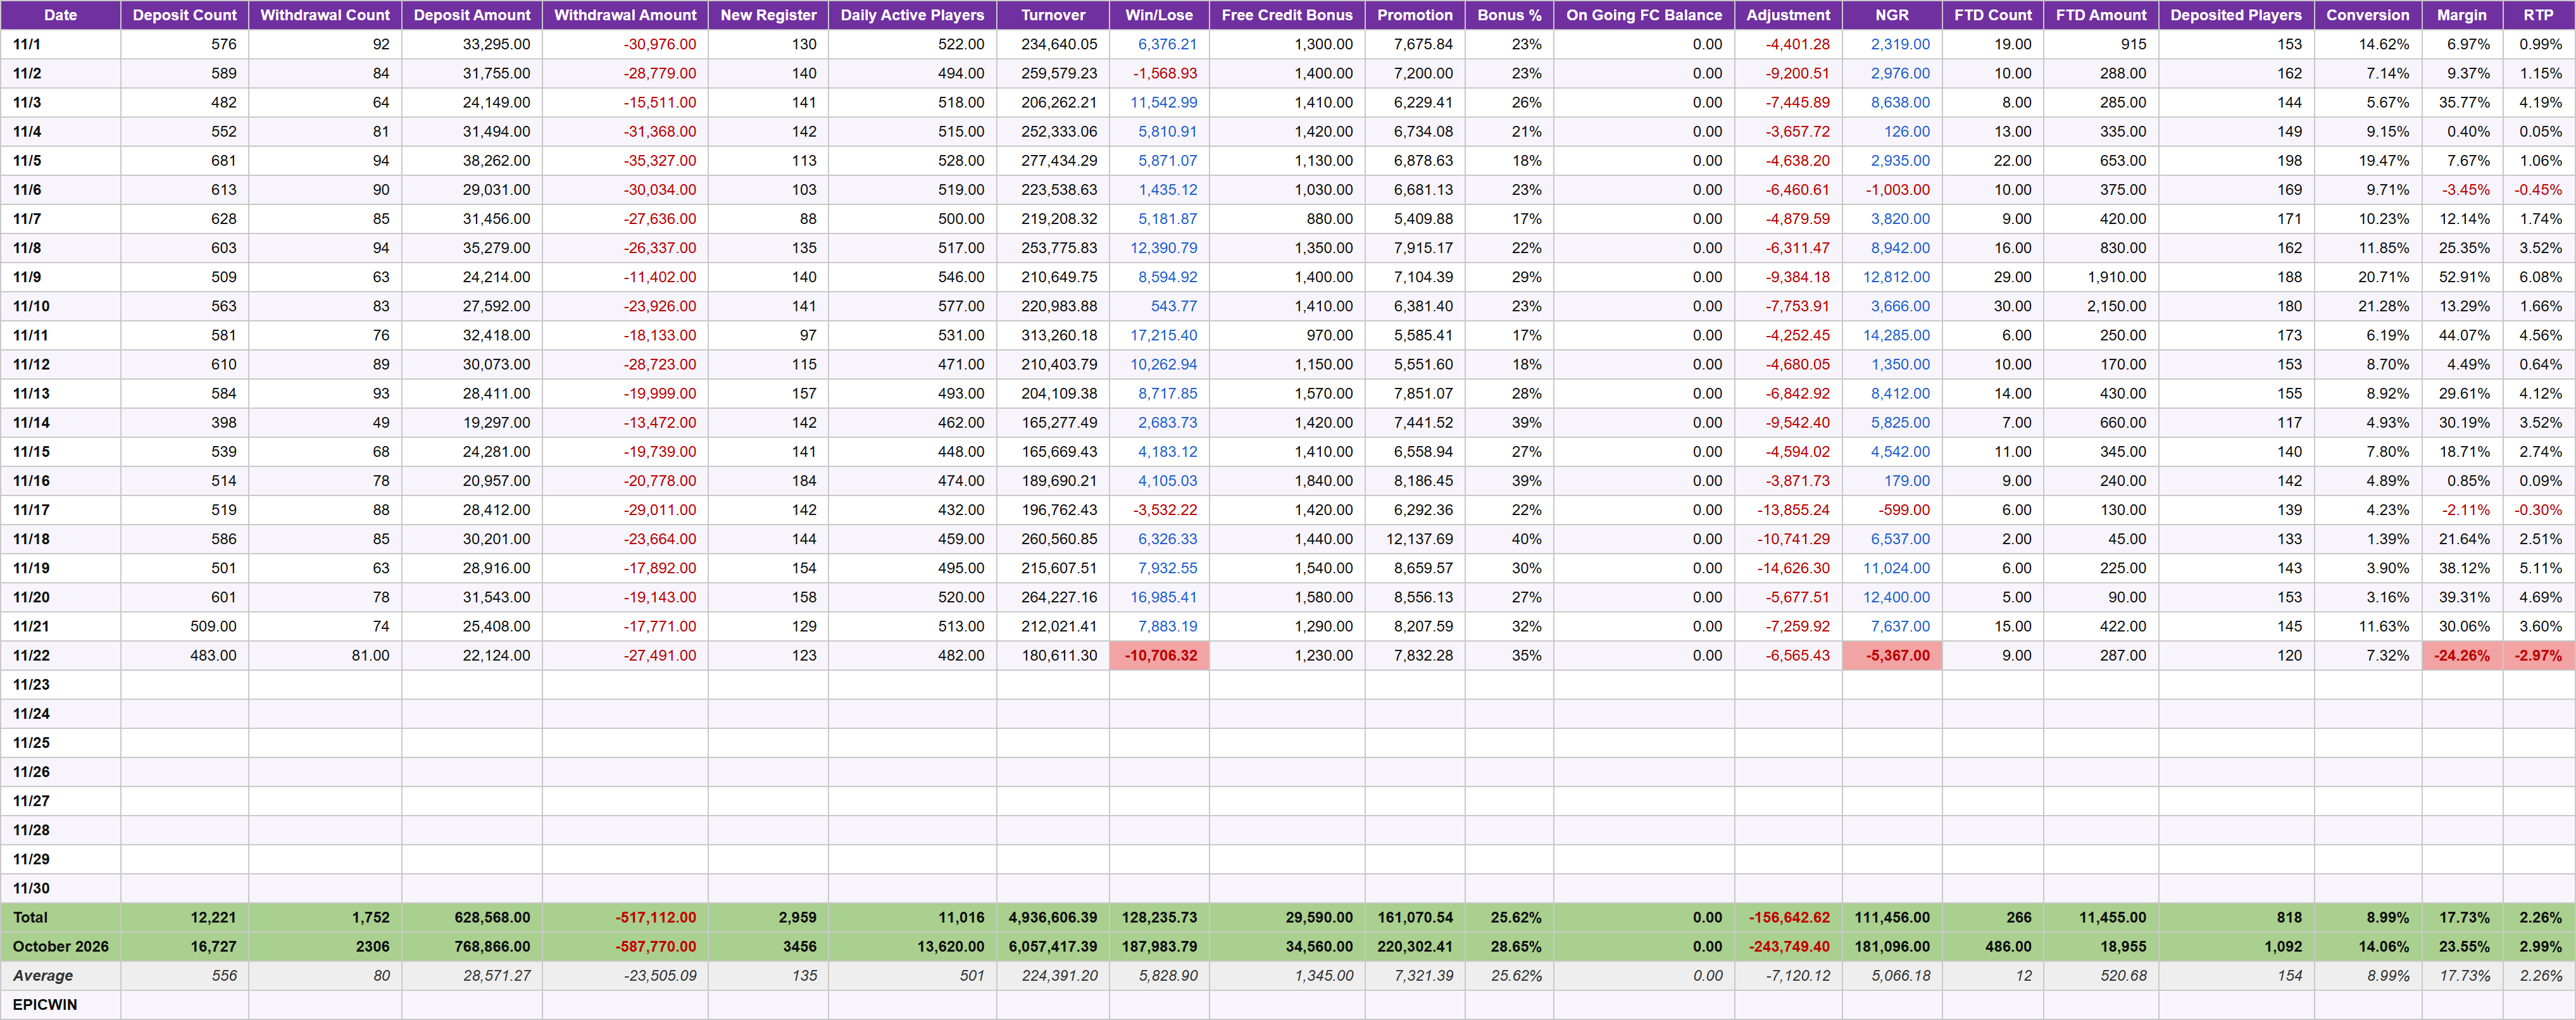 Date Deposit Count Withdrawal Count Deposit Amount Withdrawal Amount New Register Daily Active Players Turnover Win/Lose Free Credit Bonus Promotion Bonus % On Going FC Balance Adjustment NGR FTD Count FTD Amount Deposited Players Conversion Margin RTP
11/1 576 92 33,295.00 -30,976.00 130 522.00 234,640.05 6,376.21 1,300.00 7,675.84 23% 0.00 -4,401.28 2,319.00 19.00 915 153 14.62% 6.97% 0.99%
11/2 589 84 31,755.00 -28,779.00 140 494.00 259,579.23 -1,568.93 1,400.00 7,200.00 23% 0.00 -9,200.51 2,976.00 10.00 288.00 162 7.14% 9.37% 1.15%
11/3 482 64 24,149.00 -15,511.00 141 518.00 206,262.21 11,542.99 1,410.00 6,229.41 26% 0.00 -7,445.89 8,638.00 8.00 285.00 144 5.67% 35.77% 4.19%
11/4 552 81 31,494.00 -31,368.00 142 515.00 252,333.06 5,810.91 1,420.00 6,734.08 21% 0.00 -3,657.72 126.00 13.00 335.00 149 9.15% 0.40% 0.05%
11/5 681 94 38,262.00 -35,327.00 113 528.00 277,434.29 5,871.07 1,130.00 6,878.63 18% 0.00 -4,638.20 2,935.00 22.00 653.00 198 19.47% 7.67% 1.06%
11/6 613 90 29,031.00 -30,034.00 103 519.00 223,538.63 1,435.12 1,030.00 6,681.13 23% 0.00 -6,460.61 -1,003.00 10.00 375.00 169 9.71% -3.45% -0.45%
11/7 628 85 31,456.00 -27,636.00 88 500.00 219,208.32 5,181.87 880.00 5,409.88 17% 0.00 -4,879.59 3,820.00 9.00 420.00 171 10.23% 12.14% 1.74%
11/8 603 94 35,279.00 -26,337.00 135 517.00 253,775.83 12,390.79 1,350.00 7,915.17 22% 0.00 -6,311.47 8,942.00 16.00 830.00 162 11.85% 25.35% 3.52%
11/9 509 63 24,214.00 -11,402.00 140 546.00 210,649.75 8,594.92 1,400.00 7,104.39 29% 0.00 -9,384.18 12,812.00 29.00 1,910.00 188 20.71% 52.91% 6.08%
11/10 563 83 27,592.00 -23,926.00 141 577.00 220,983.88 543.77 1,410.00 6,381.40 23% 0.00 -7,753.91 3,666.00 30.00 2,150.00 180 21.28% 13.29% 1.66%
11/11 581 76 32,418.00 -18,133.00 97 531.00 313,260.18 17,215.40 970.00 5,585.41 17% 0.00 -4,252.45 14,285.00 6.00 250.00 173 6.19% 44.07% 4.56%
11/12 610 89 30,073.00 -28,723.00 115 471.00 210,403.79 10,262.94 1,150.00 5,551.60 18% 0.00 -4,680.05 1,350.00 10.00 170.00 153 8.70% 4.49% 0.64%
11/13 584 93 28,411.00 -19,999.00 157 493.00 204,109.38 8,717.85 1,570.00 7,851.07 28% 0.00 -6,842.92 8,412.00 14.00 430.00 155 8.92% 29.61% 4.12%
11/14 398 49 19,297.00 -13,472.00 142 462.00 165,277.49 2,683.73 1,420.00 7,441.52 39% 0.00 -9,542.40 5,825.00 7.00 660.00 117 4.93% 30.19% 3.52%
11/15 539 68 24,281.00 -19,739.00 141 448.00 165,669.43 4,183.12 1,410.00 6,558.94 27% 0.00 -4,594.02 4,542.00 11.00 345.00 140 7.80% 18.71% 2.74%
11/16 514 78 20,957.00 -20,778.00 184 474.00 189,690.21 4,105.03 1,840.00 8,186.45 39% 0.00 -3,871.73 179.00 9.00 240.00 142 4.89% 0.85% 0.09%
11/17 519 88 28,412.00 -29,011.00 142 432.00 196,762.43 -3,532.22 1,420.00 6,292.36 22% 0.00 -13,855.24 -599.00 6.00 130.00 139 4.23% -2.11% -0.30%
11/18 586 85 30,201.00 -23,664.00 144 459.00 260,560.85 6,326.33 1,440.00 12,137.69 40% 0.00 -10,741.29 6,537.00 2.00 45.00 133 1.39% 21.64% 2.51%
11/19 501 63 28,916.00 -17,892.00 154 495.00 215,607.51 7,932.55 1,540.00 8,659.57 30% 0.00 -14,626.30 11,024.00 6.00 225.00 143 3.90% 38.12% 5.11%
11/20 601 78 31,543.00 -19,143.00 158 520.00 264,227.16 16,985.41 1,580.00 8,556.13 27% 0.00 -5,677.51 12,400.00 5.00 90.00 153 3.16% 39.31% 4.69%
11/21 509.00 74 25,408.00 -17,771.00 129 513.00 212,021.41 7,883.19 1,290.00 8,207.59 32% 0.00 -7,259.92 7,637.00 15.00 422.00 145 11.63% 30.06% 3.60%
11/22 483.00 81.00 22,124.00 -27,491.00 123 482.00 180,611.30 -10,706.32 1,230.00 7,832.28 35% 0.00 -6,565.43 -5,367.00 9.00 287.00 120 7.32% -24.26% -2.97%
11/23
11/24
11/25
11/26
11/27
11/28
11/29
11/30
Total 12,221 1,752 628,568.00 -517,112.00 2,959 11,016 4,936,606.39 128,235.73 29,590.00 161,070.54 25.62% 0.00 -156,642.62 111,456.00 266 11,455.00 818 8.99% 17.73% 2.26%
October 2026 16,727 2306 768,866.00 -587,770.00 3456 13,620.00 6,057,417.39 187,983.79 34,560.00 220,302.41 28.65% 0.00 -243,749.40 181,096.00 486.00 18,955 1,092 14.06% 23.55% 2.99%
Average 556 80 28,571.27 -23,505.09 135 501 224,391.20 5,828.90 1,345.00 7,321.39 25.62% 0.00 -7,120.12 5,066.18 12 520.68 154 8.99% 17.73% 2.26%
EPICWIN